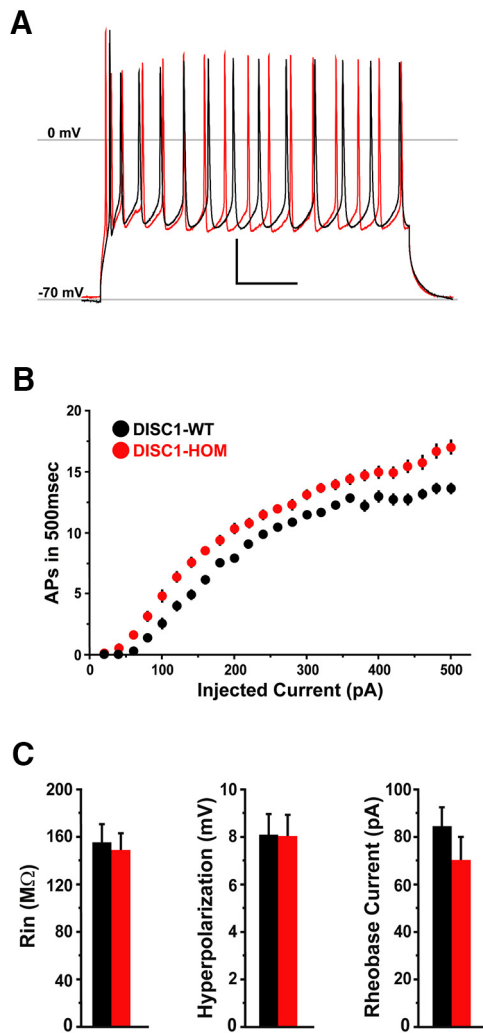 A
0 mV
-70 mV
B
20
15
10
5
0
APs in 500msec
DISC1-WT
DISC1-HOM
0
100
200
300
400
500
Injected Current (pA)
C
200
160
120
80
40
0
Rin (MΩ)
10
8
6
4
2
0
Hyperpolarization (mV)
100
80
60
40
20
0
Rheobase Current (pA)